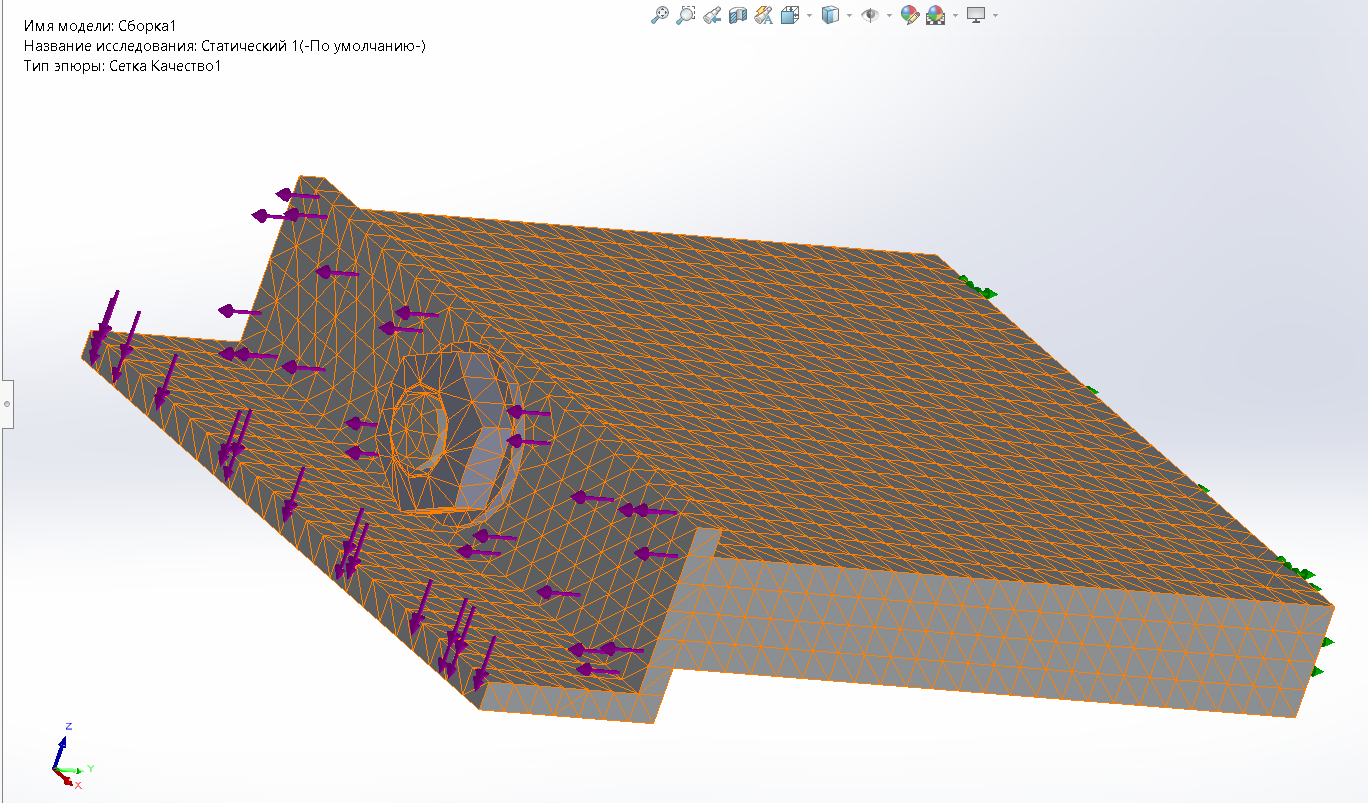 Имя модели: Сборка1
Название исследования: Статический 1(-По умолчанию-)
Тип эпюры: Сетка Качество1
Z
Y
X